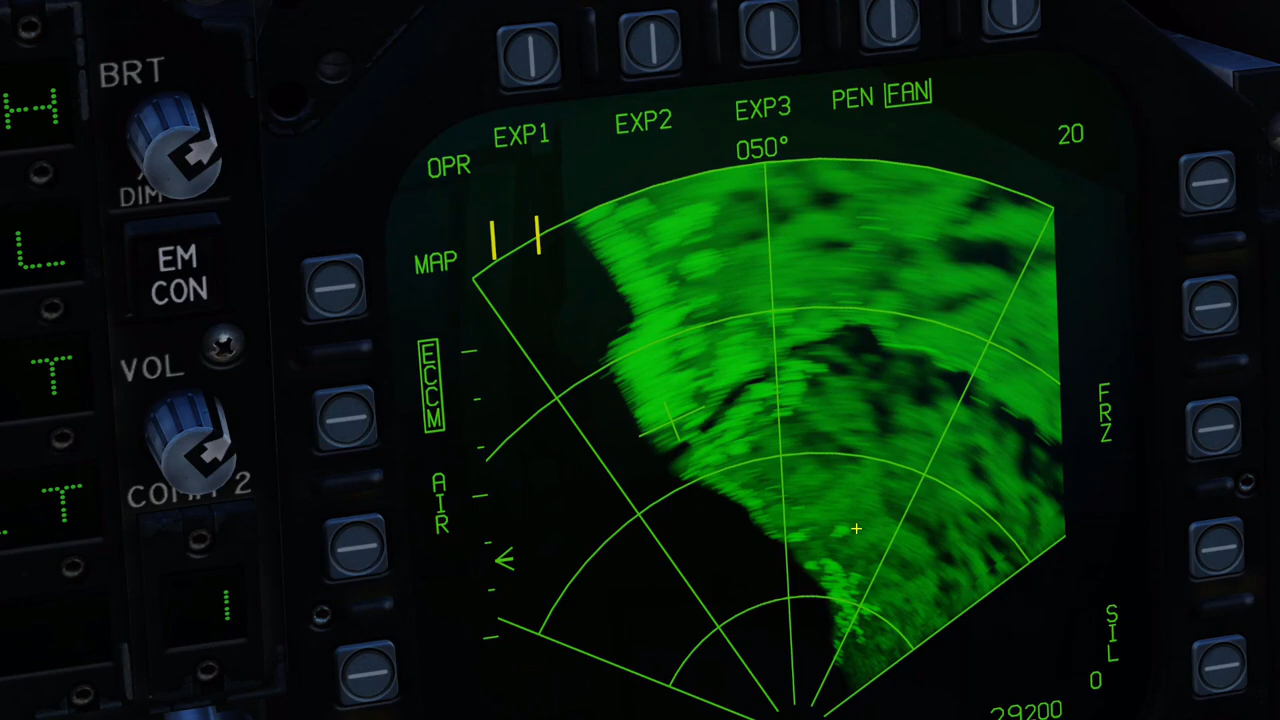 BRT
DIM
EM
CON
VOL
COMM 2
H
L
T
T
1
EXP1 EXP2 EXP3 PEN FAN
OPR 050° 20
MAP
ECCM
AIR
FRZ
SIL
0
29200